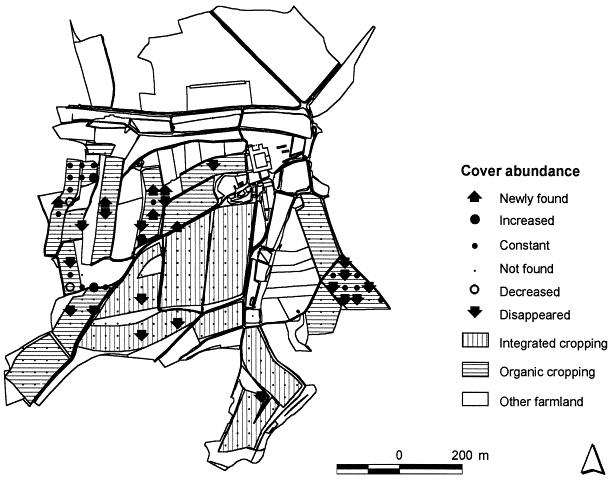 Cover abundance
Newly found
Increased
Constant
Not found
Decreased
Disappeared
Integrated cropping
Organic cropping
Other farmland
0 200 m